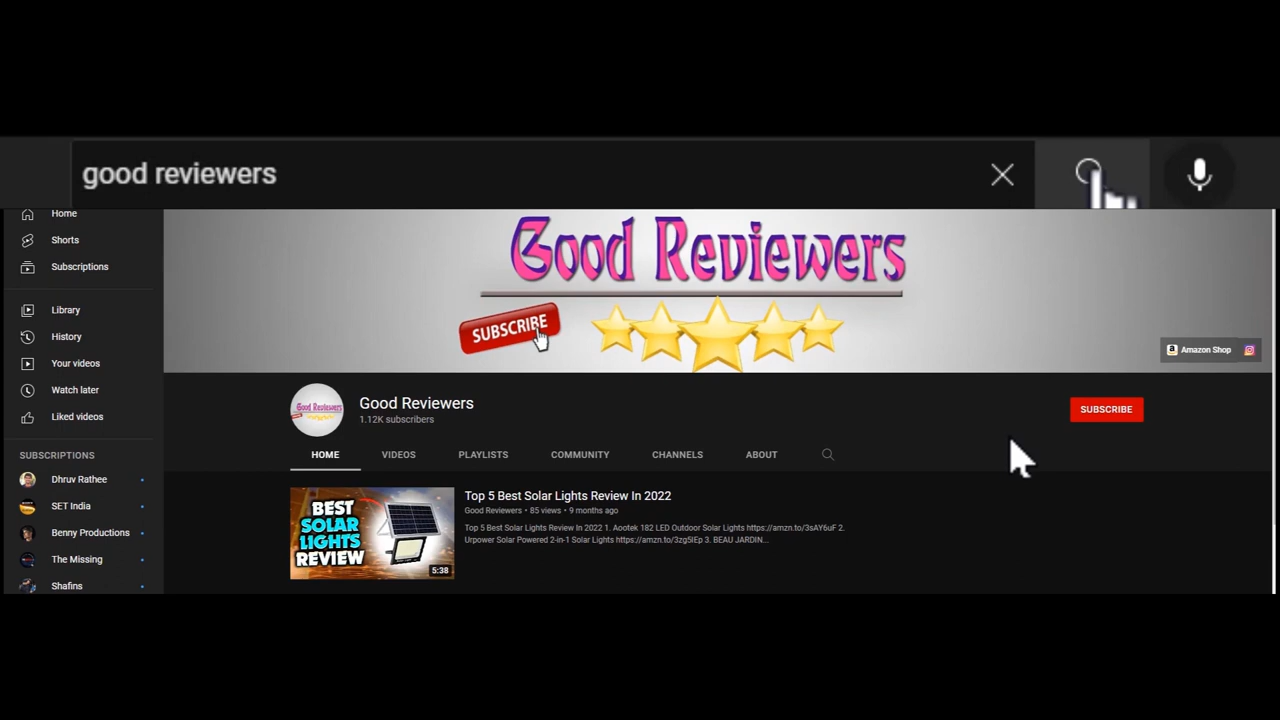 good reviewers
Home
Shorts
Subscriptions
Library
History
Your videos
Watch later
Liked videos
SUBSCRIPTIONS
Dhruv Rathee
SET India
Benny Productions
The Missing
Shafins
Good Reviewers
SUBSCRIBE
Amazon Shop
Good Reviewers
Good Reviewers
1.12K subscribers
SUBSCRIBE
HOME VIDEOS PLAYLISTS COMMUNITY CHANNELS ABOUT
BEST
SOLAR
LIGHTS
REVIEW
5:38
Top 5 Best Solar Lights Review In 2022
Good Reviewers • 85 views • 9 months ago
Top 5 Best Solar Lights Review In 2022 1. Aootek 182 LED Outdoor Solar Lights https://amzn.to/3sAY6uF 2.
Urpower Solar Powered 2-in-1 Solar Lights https://amzn.to/3zg5IEp 3. BEAU JARDIN...